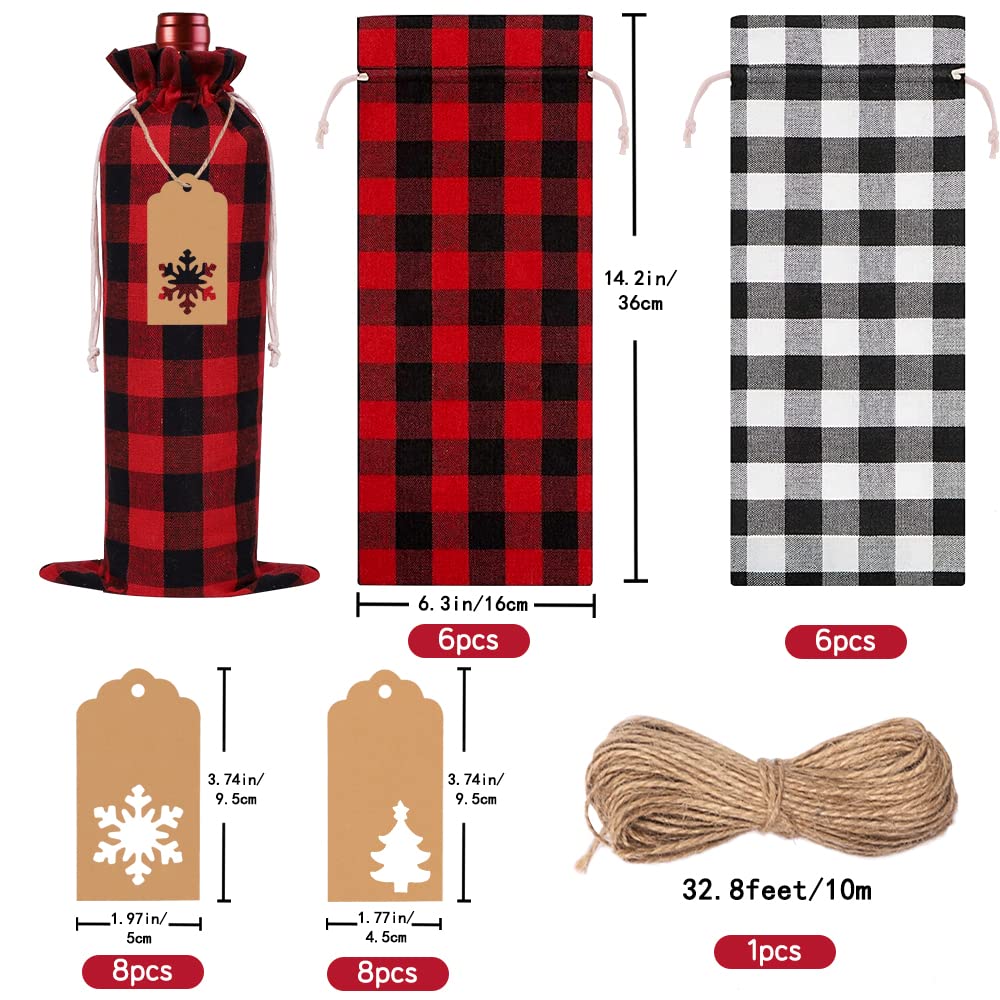 14.2in/
36cm
6.3in/16cm
6pcs
6pcs
3.74in/
9.5cm
3.74in/
9.5cm
1.97in/
5cm
1.77in/
4.5cm
32.8feet/10m
8pcs
8pcs
1pcs